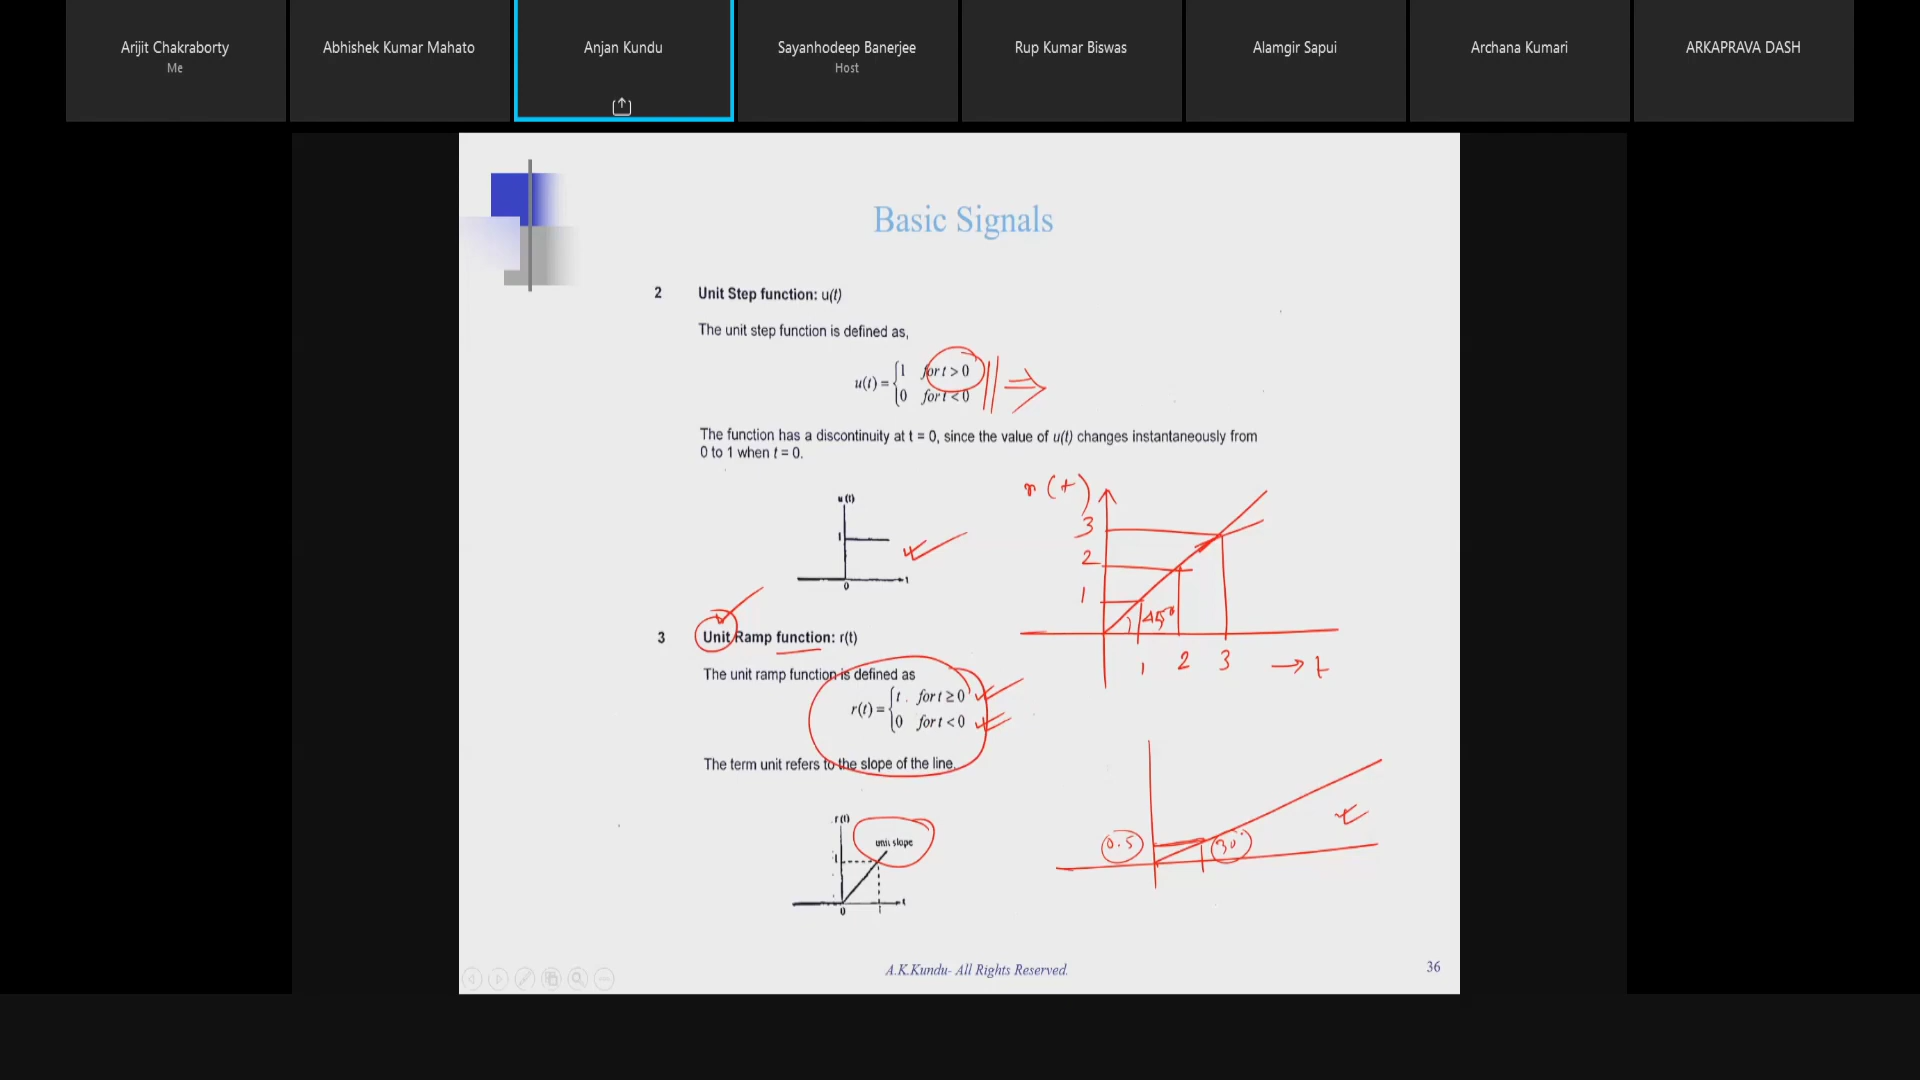 Arijit Chakraborty
Me
Abhishek Kumar Mahato
Anjan Kundu
Sayanhodeep Banerjee
Host
Rup Kumar Biswas
Alamgir Sapui
Archana Kumari
ARKAPRAVA DASH
Basic Signals
2 Unit Step function: u(t)
The unit step function is defined as,
u(t) = {1 for t > 0
0 for t < 0
⇒
The function has a discontinuity at t = 0, since the value of u(t) changes instantaneously from
0 to 1 when t = 0.
u (t)
1
0
t
r (t)
3
2
1
45°
1 2 3 → t
3 Unit Ramp function: r(t)
The unit ramp function is defined as
r(t) = {t . for t ≥ 0
0 for t < 0
The term unit refers to the slope of the line.
r (t)
unit slope
1
0
1
t
0.5
30°
t
A.K.Kundu- All Rights Reserved.
36